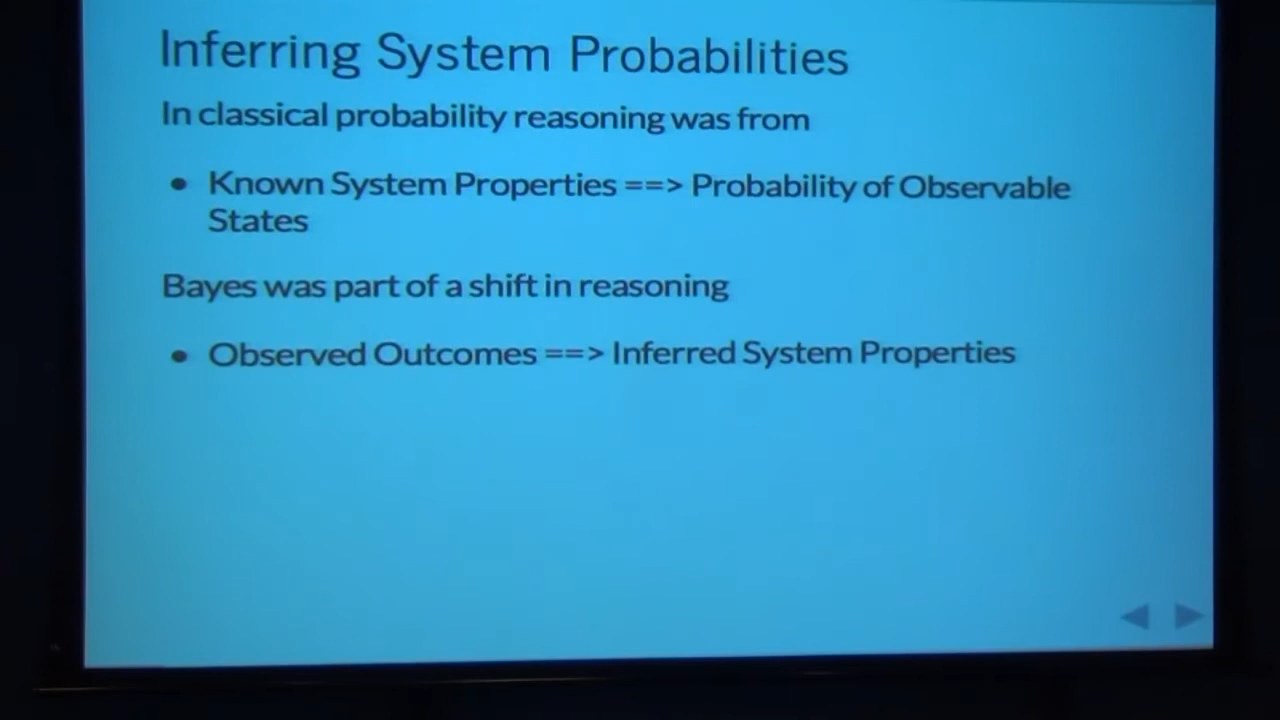 Inferring System Probabilities
In classical probability reasoning was from
• Known System Properties ==> Probability of Observable
States
Bayes was part of a shift in reasoning
• Observed Outcomes ==> Inferred System Properties